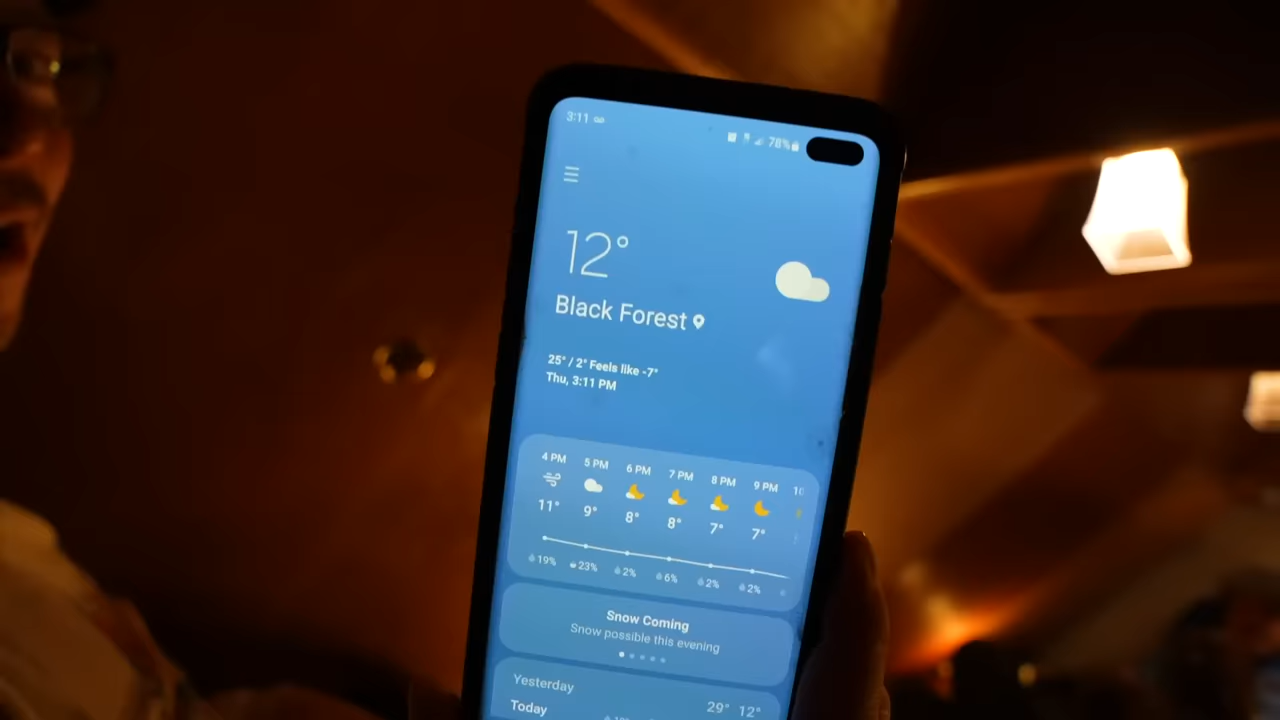 3:11
78%
12°
Black Forest
25° / 2° Feels like -7°
Thu, 3:11 PM
4 PM 5 PM 6 PM 7 PM 8 PM 9 PM 10
11° 9° 8° 8° 7° 7°
19% 23% 2% 6% 2% 2%
Snow Coming
Snow possible this evening
Yesterday 29° 12°
Today